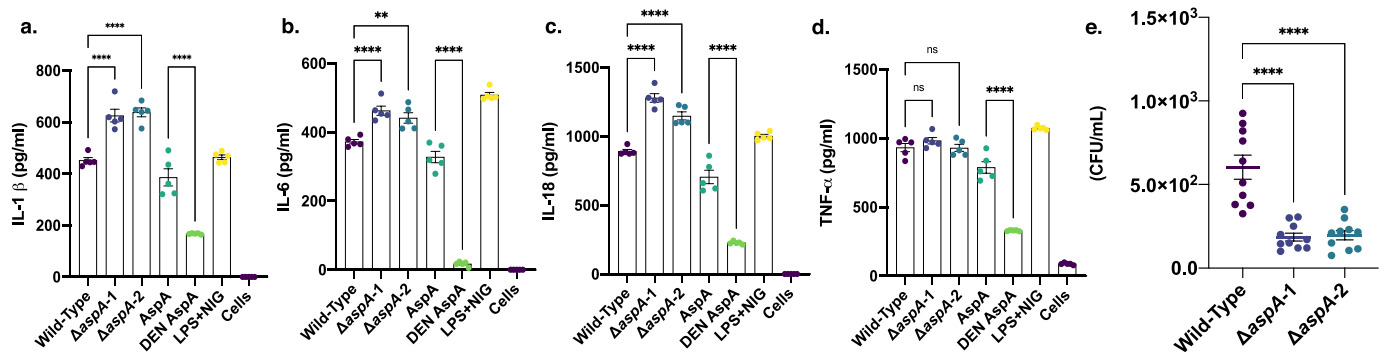 a.
IL-1 β (pg/ml)
800
600
400
200
0
****
****
****
Wild-Type
ΔaspA-1
ΔaspA-2
AspA
DEN AspA
LPS+NIG
Cells
b.
IL-6 (pg/ml)
600
400
200
0
**
****
****
Wild-Type
ΔaspA-1
ΔaspA-2
AspA
DEN AspA
LPS+NIG
Cells
c.
IL-18 (pg/ml)
1500
1000
500
0
****
****
****
Wild-Type
ΔaspA-1
ΔaspA-2
AspA
DEN AspA
LPS+NIG
Cells
d.
TNF-α (pg/ml)
1500
1000
500
0
ns
ns
****
Wild-Type
ΔaspA-1
ΔaspA-2
AspA
DEN AspA
LPS+NIG
Cells
e.
(CFU/mL)
1.5×10³
1.0×10³
5.0×10²
0.0
****
****
Wild-Type
ΔaspA-1
ΔaspA-2